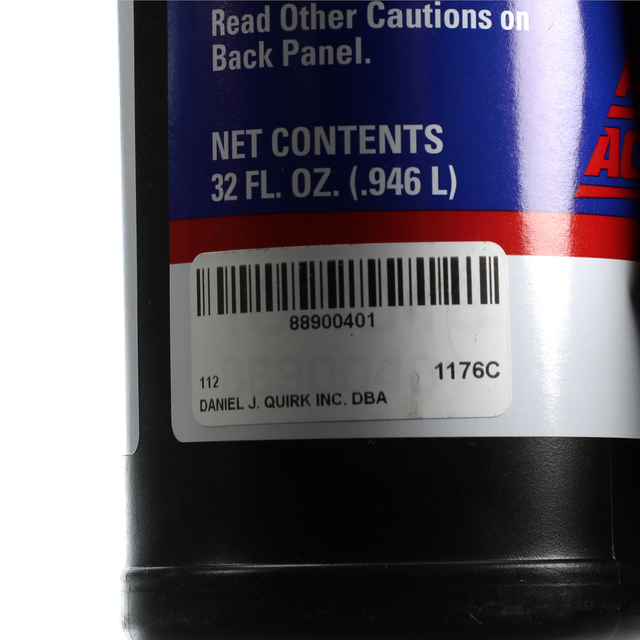 Read Other Cautions on
Back Panel.
NET CONTENTS
32 FL. OZ. (.946 L)
AC
88900401
112
1176C
DANIEL J. QUIRK INC. DBA